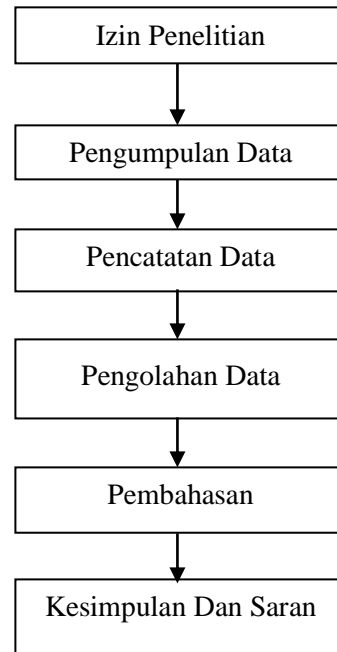 Izin Penelitian
Pengumpulan Data
Pencatatan Data
Pengolahan Data
Pembahasan
Kesimpulan Dan Saran